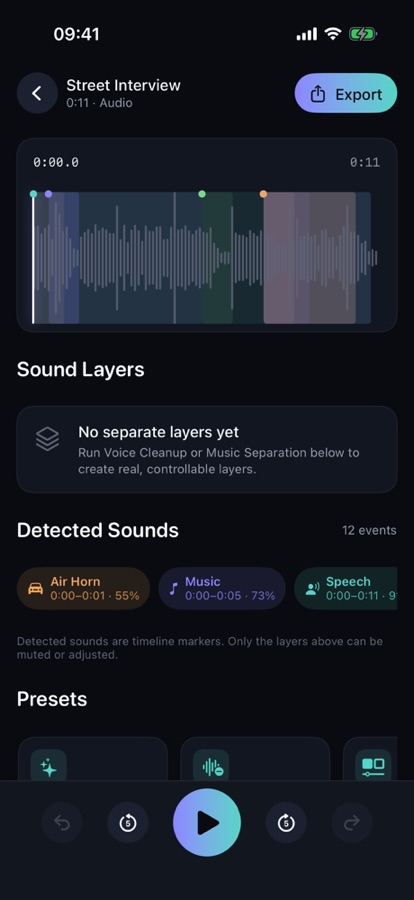 09:41
Street Interview
0:11 · Audio
Export
0:00.0
0:11
Sound Layers
No separate layers yet
Run Voice Cleanup or Music Separation below to
create real, controllable layers.
Detected Sounds
12 events
Air Horn
0:00–0:01 · 55%
Music
0:00–0:05 · 73%
Speech
0:00–0:11 · 9
Detected sounds are timeline markers. Only the layers above can be
muted or adjusted.
Presets
5
5